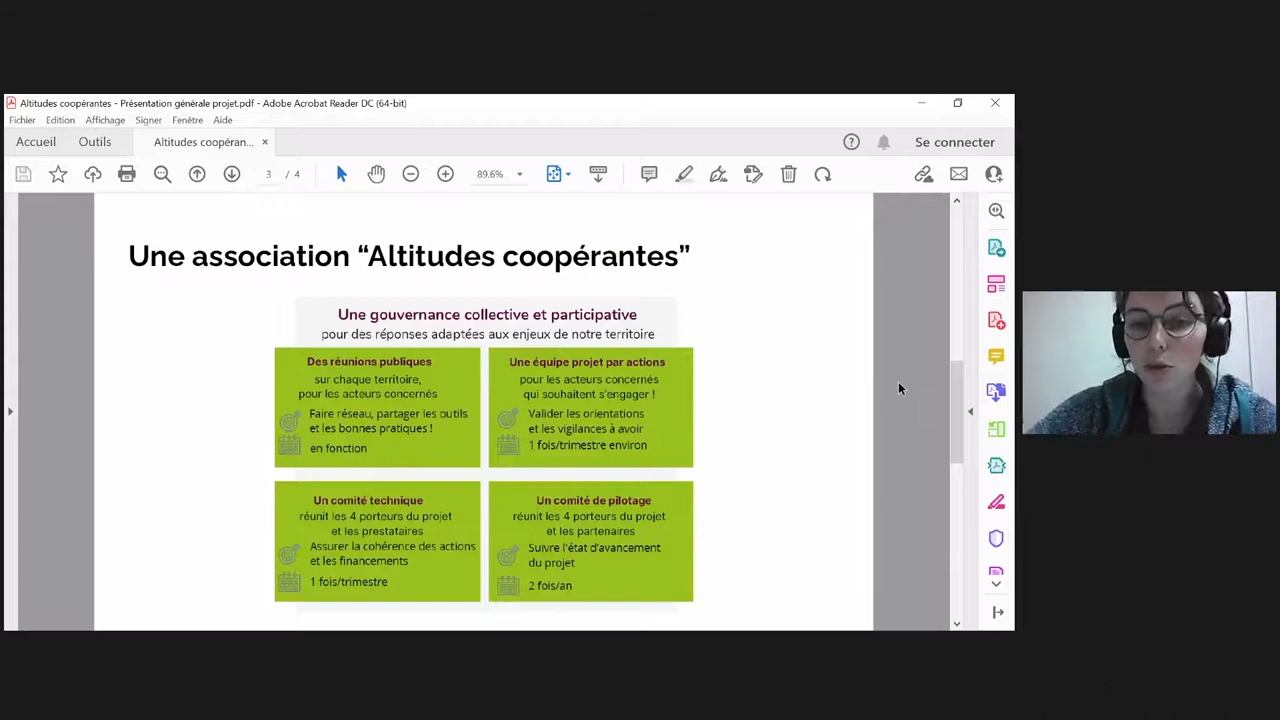 Altitudes coopérantes - Présentation générale projet.pdf - Adobe Acrobat Reader DC (64-bit)
Fichier Edition Affichage Signer Fenêtre Aide
Accueil Outils Altitudes coopéran... × Se connecter
3 / 4 89.6%
Une association “Altitudes coopérantes”
Une gouvernance collective et participative
pour des réponses adaptées aux enjeux de notre territoire
Des réunions publiques
sur chaque territoire,
pour les acteurs concernés
Faire réseau, partager les outils
et les bonnes pratiques !
en fonction
Une équipe projet par actions
pour les acteurs concernés
qui souhaitent s'engager !
Valider les orientations
et les vigilances à avoir
1 fois/trimestre environ
Un comité technique
réunit les 4 porteurs du projet
et les prestataires
Assurer la cohérence des actions
et les financements
1 fois/trimestre
Un comité de pilotage
réunit les 4 porteurs du projet
et les partenaires
Suivre l'état d'avancement
du projet
2 fois/an